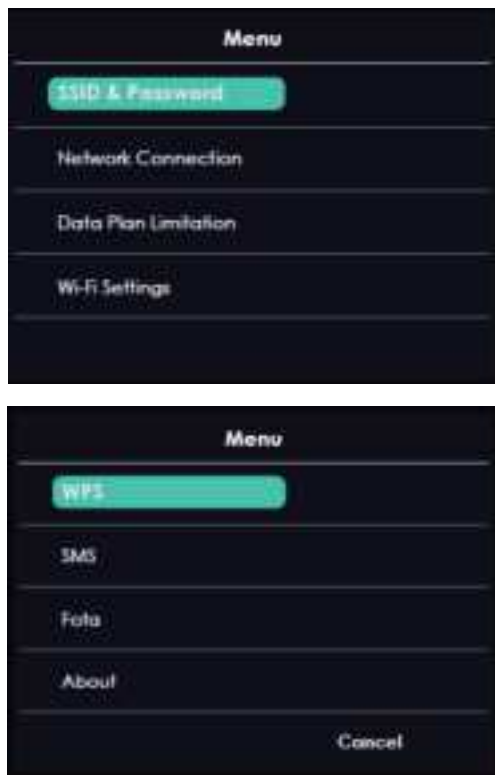 Menu
SSID & Password
Network Connection
Data Plan Limitation
Wi-Fi Settings
Menu
WPS
SMS
Fota
About
Cancel